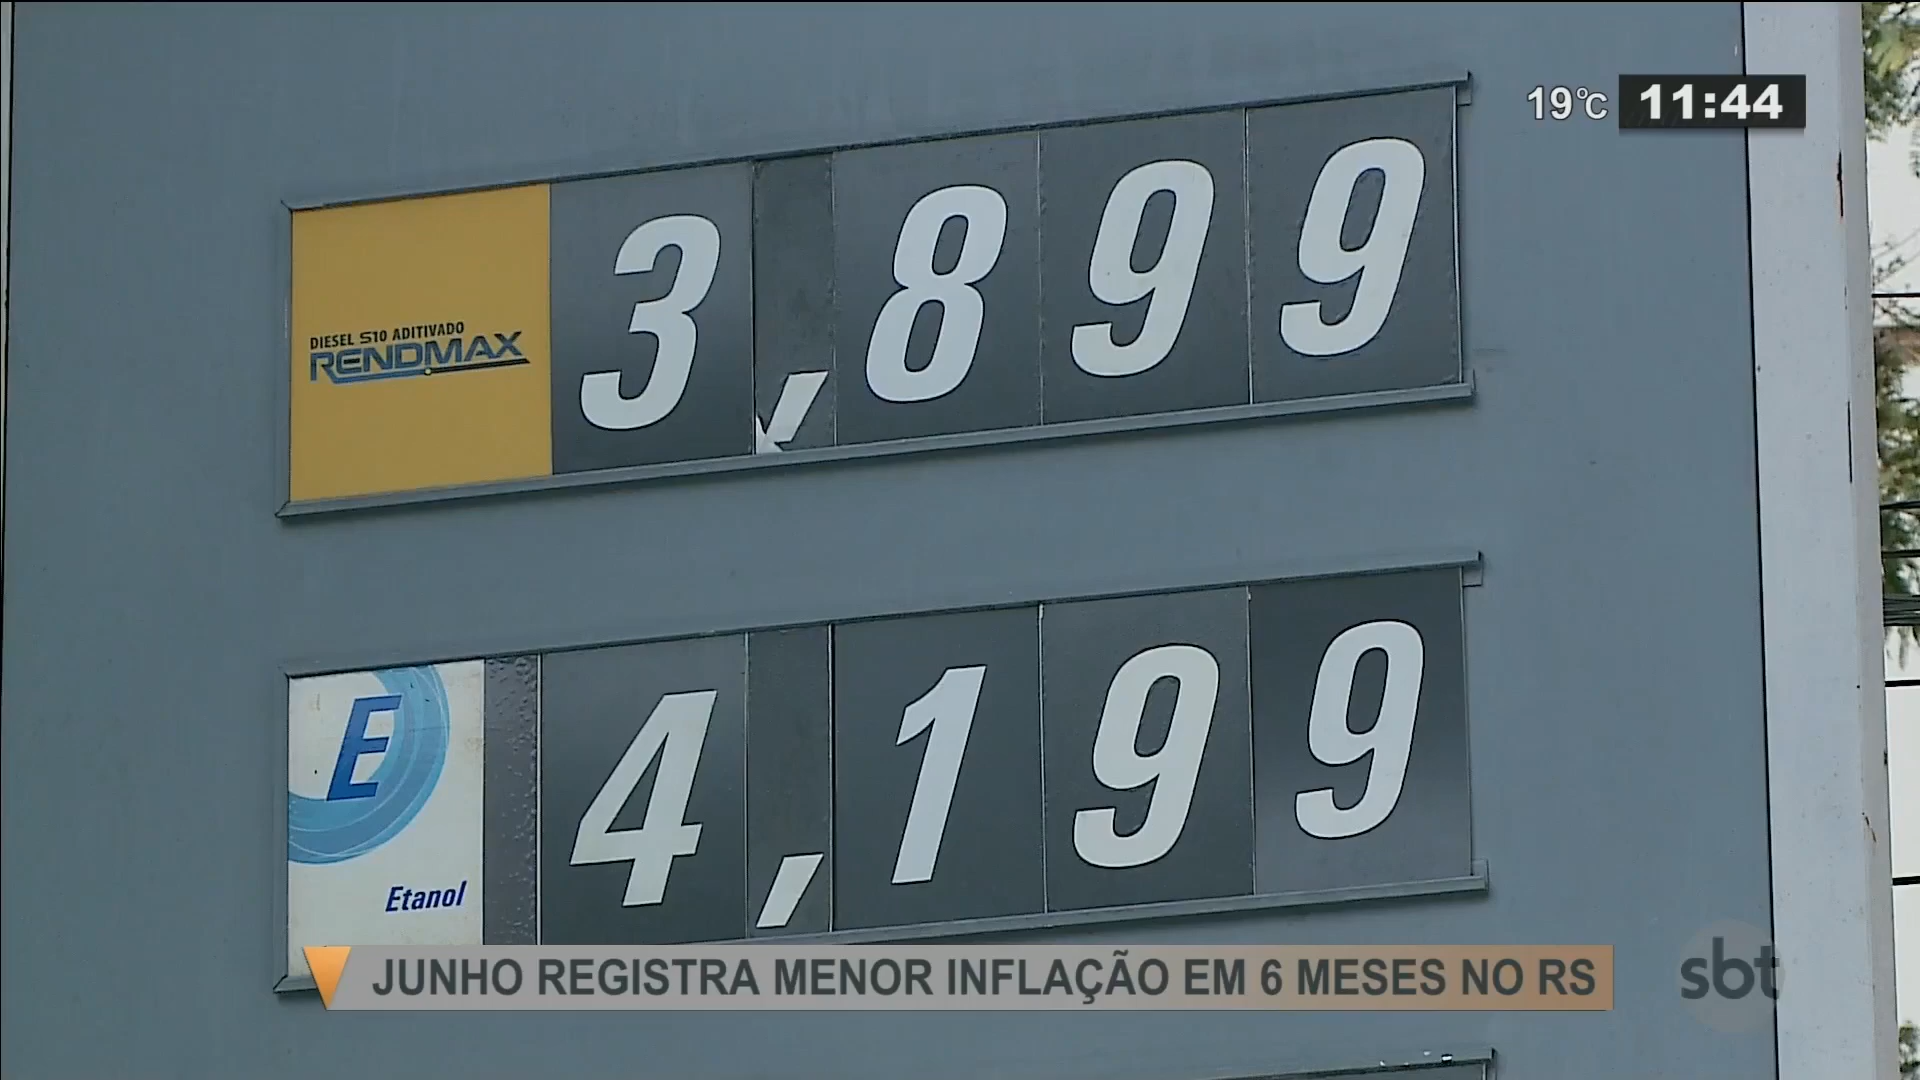 19°C 11:44
DIESEL S10 ADITIVADO
RENDMAX
3,899
E
Etanol
4,199
JUNHO REGISTRA MENOR INFLAÇÃO EM 6 MESES NO RS
sbt